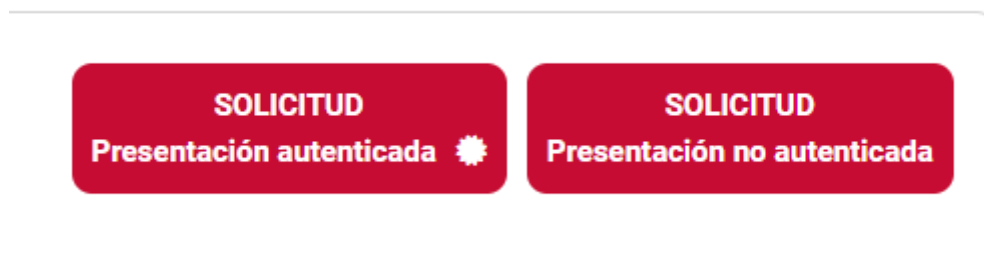 SOLICITUD
Presentación autenticada
SOLICITUD
Presentación no autenticada